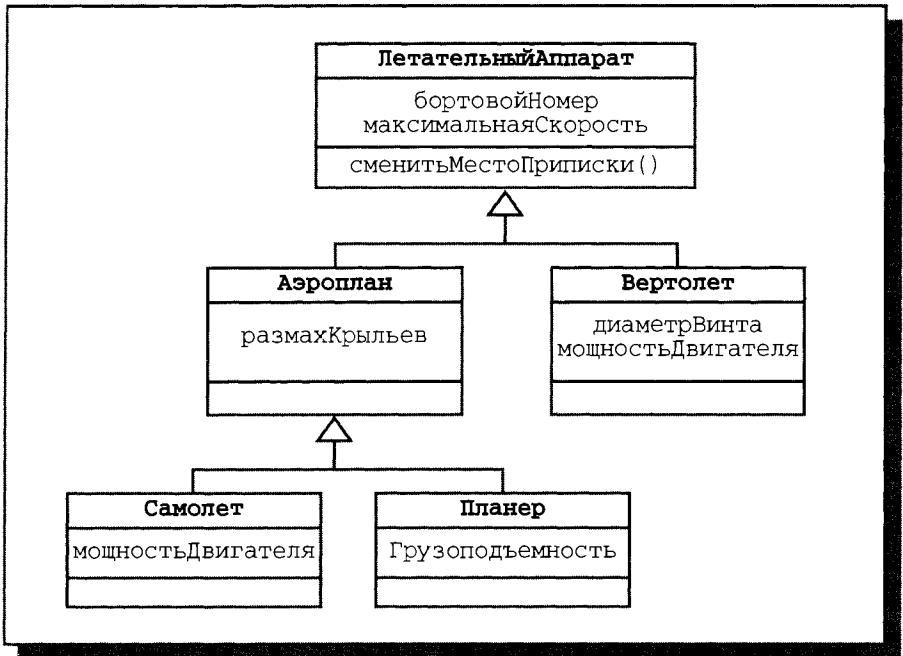 ЛетательныйАппарат
бортовойНомер
максимальнаяСкорость
сменитьМестоПриписки()
Аэроплан
размахКрыльев
Вертолет
диаметрВинта
мощностьДвигателя
Самолет
мощностьДвигателя
Планер
Грузоподъемность